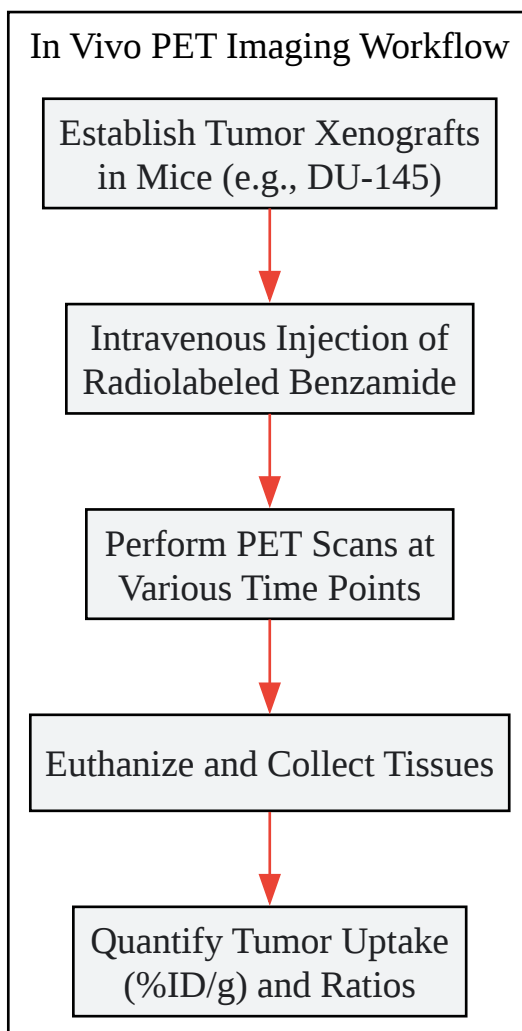 In Vivo PET Imaging Workflow
Establish Tumor Xenografts
in Mice (e.g., DU-145)
Intravenous Injection of
Radiolabeled Benzamide
Perform PET Scans at
Various Time Points
Euthanize and Collect Tissues
Quantify Tumor Uptake
(%ID/g) and Ratios